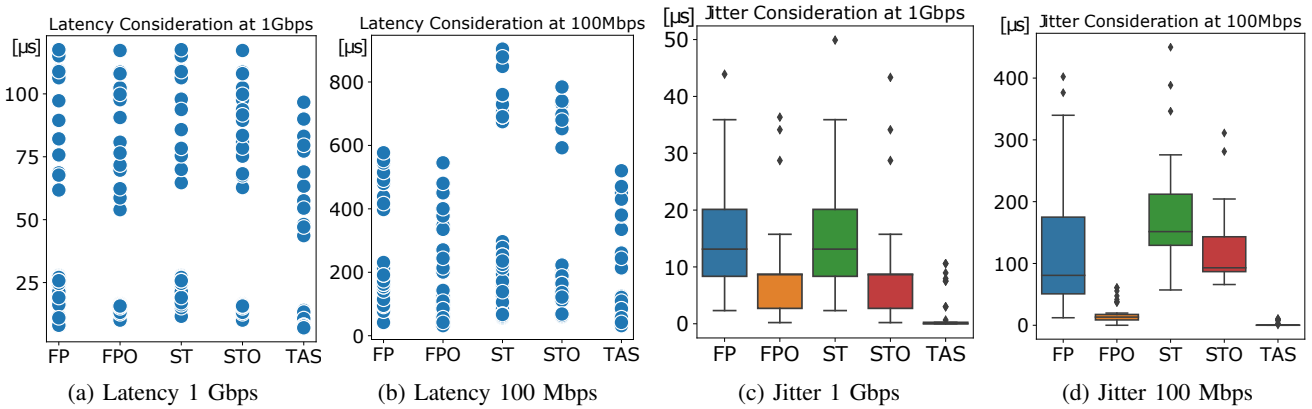 Latency Consideration at 1Gbps
[µs]
100
75
50
25
FP FPO ST STO TAS
(a) Latency 1 Gbps
Latency Consideration at 100Mbps
[µs]
800
600
400
200
0
FP FPO ST STO TAS
(b) Latency 100 Mbps
Jitter Consideration at 1Gbps
[µs]
50
40
30
20
10
0
FP FPO ST STO TAS
(c) Jitter 1 Gbps
Jitter Consideration at 100Mbps
[µs]
400
300
200
100
0
FP FPO ST STO TAS
(d) Jitter 100 Mbps